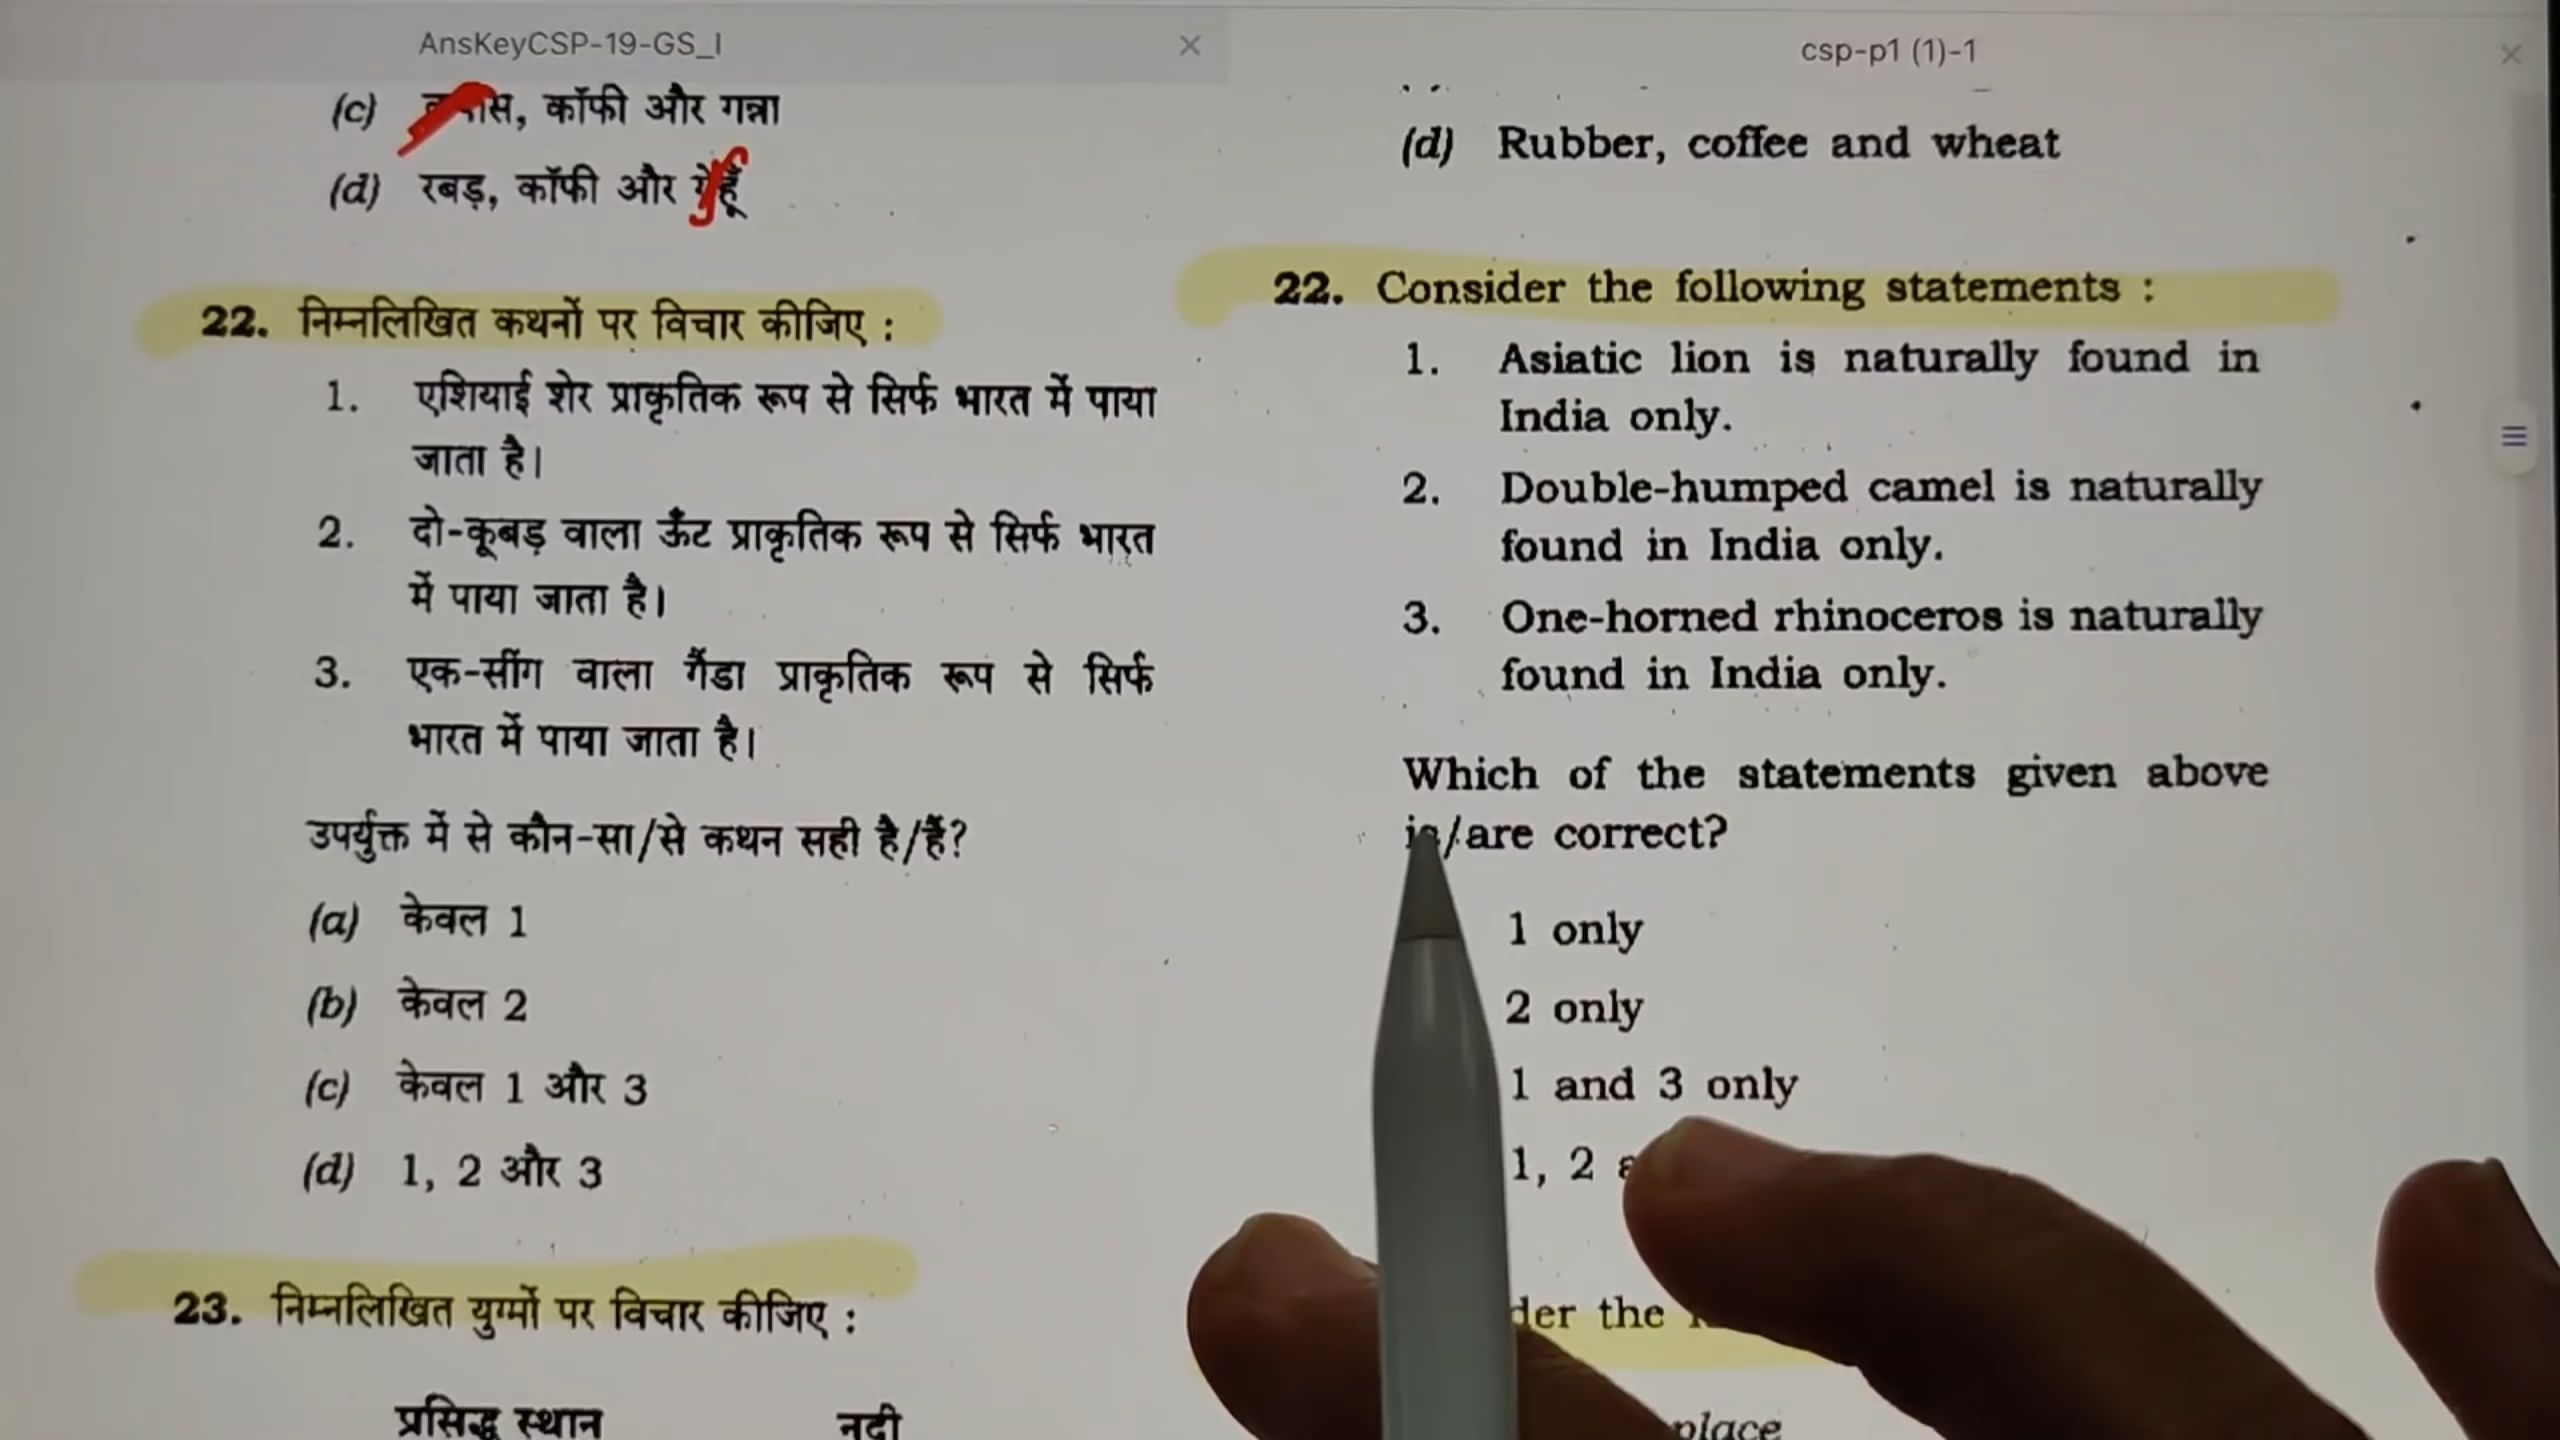 AnsKeyCSP-19-GS_I
csp-p1 (1)-1
(c) कॉफी और गन्ना
(d) रबड़, कॉफी और
22. निम्नलिखित कथनों पर विचार कीजिए :
1. एशियाई शेर प्राकृतिक रूप से सिर्फ भारत में पाया
जाता है।
2. दो-कूबड़ वाला ऊँट प्राकृतिक रूप से सिर्फ भारत
में पाया जाता है।
3. एक-सींग वाला गैंडा प्राकृतिक रूप से सिर्फ
भारत में पाया जाता है।
उपर्युक्त में से कौन-सा/से कथन सही है/हैं?
(a) केवल 1
(b) केवल 2
(c) केवल 1 और 3
(d) 1, 2 और 3
23. निम्नलिखित युग्मों पर विचार कीजिए :
प्रसिद्ध स्थान नदी
(d) Rubber, coffee and wheat
22. Consider the following statements :
1. Asiatic lion is naturally found in
India only.
2. Double-humped camel is naturally
found in India only.
3. One-horned rhinoceros is naturally
found in India only.
Which of the statements given above
is/are correct?
1 only
2 only
1 and 3 only
1, 2
the
place